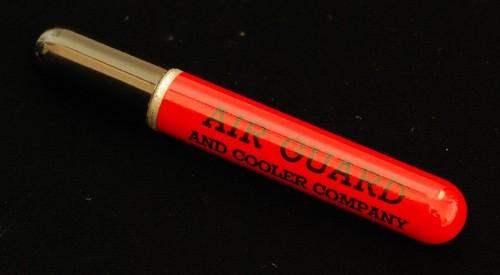 AIR GUARD
AND COOLER COMPANY